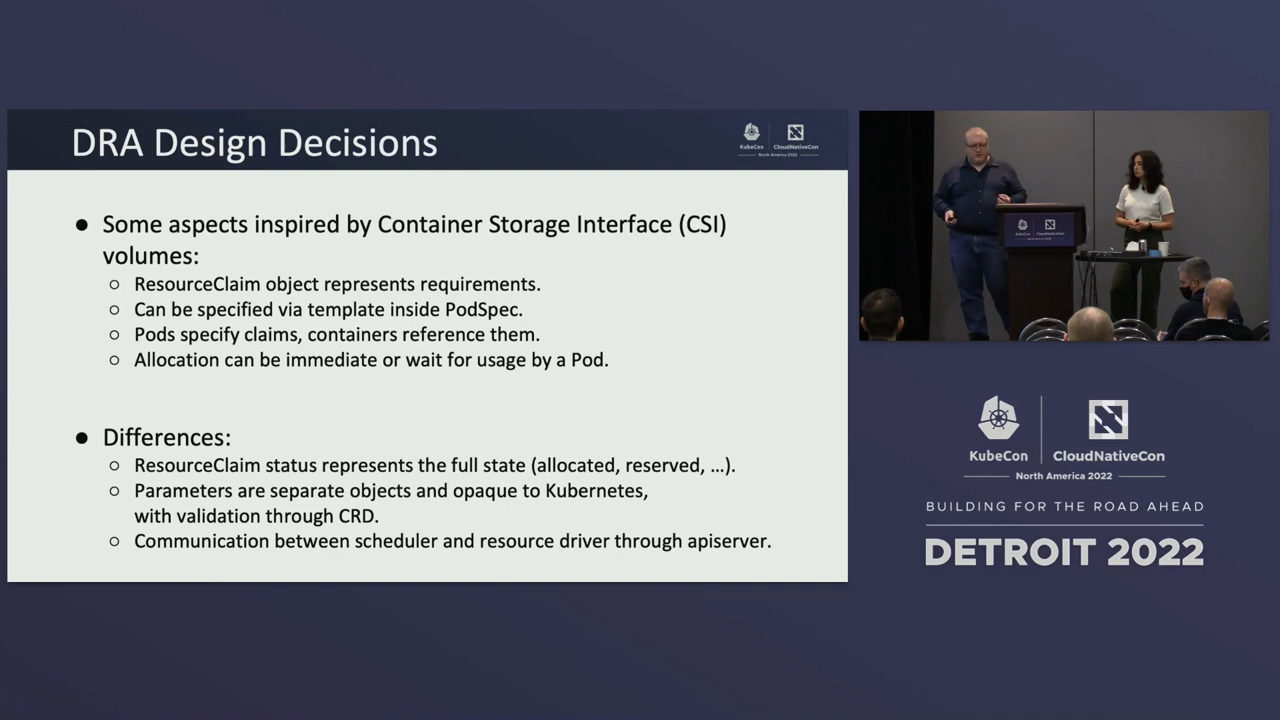 DRA Design Decisions
KubeCon
CloudNativeCon
North America 2022
● Some aspects inspired by Container Storage Interface (CSI)
volumes:
○ ResourceClaim object represents requirements.
○ Can be specified via template inside PodSpec.
○ Pods specify claims, containers reference them.
○ Allocation can be immediate or wait for usage by a Pod.
● Differences:
○ ResourceClaim status represents the full state (allocated, reserved, ...).
○ Parameters are separate objects and opaque to Kubernetes,
with validation through CRD.
○ Communication between scheduler and resource driver through apiserver.
KubeCon
CloudNativeCon
North America 2022
BUILDING FOR THE ROAD AHEAD
DETROIT 2022